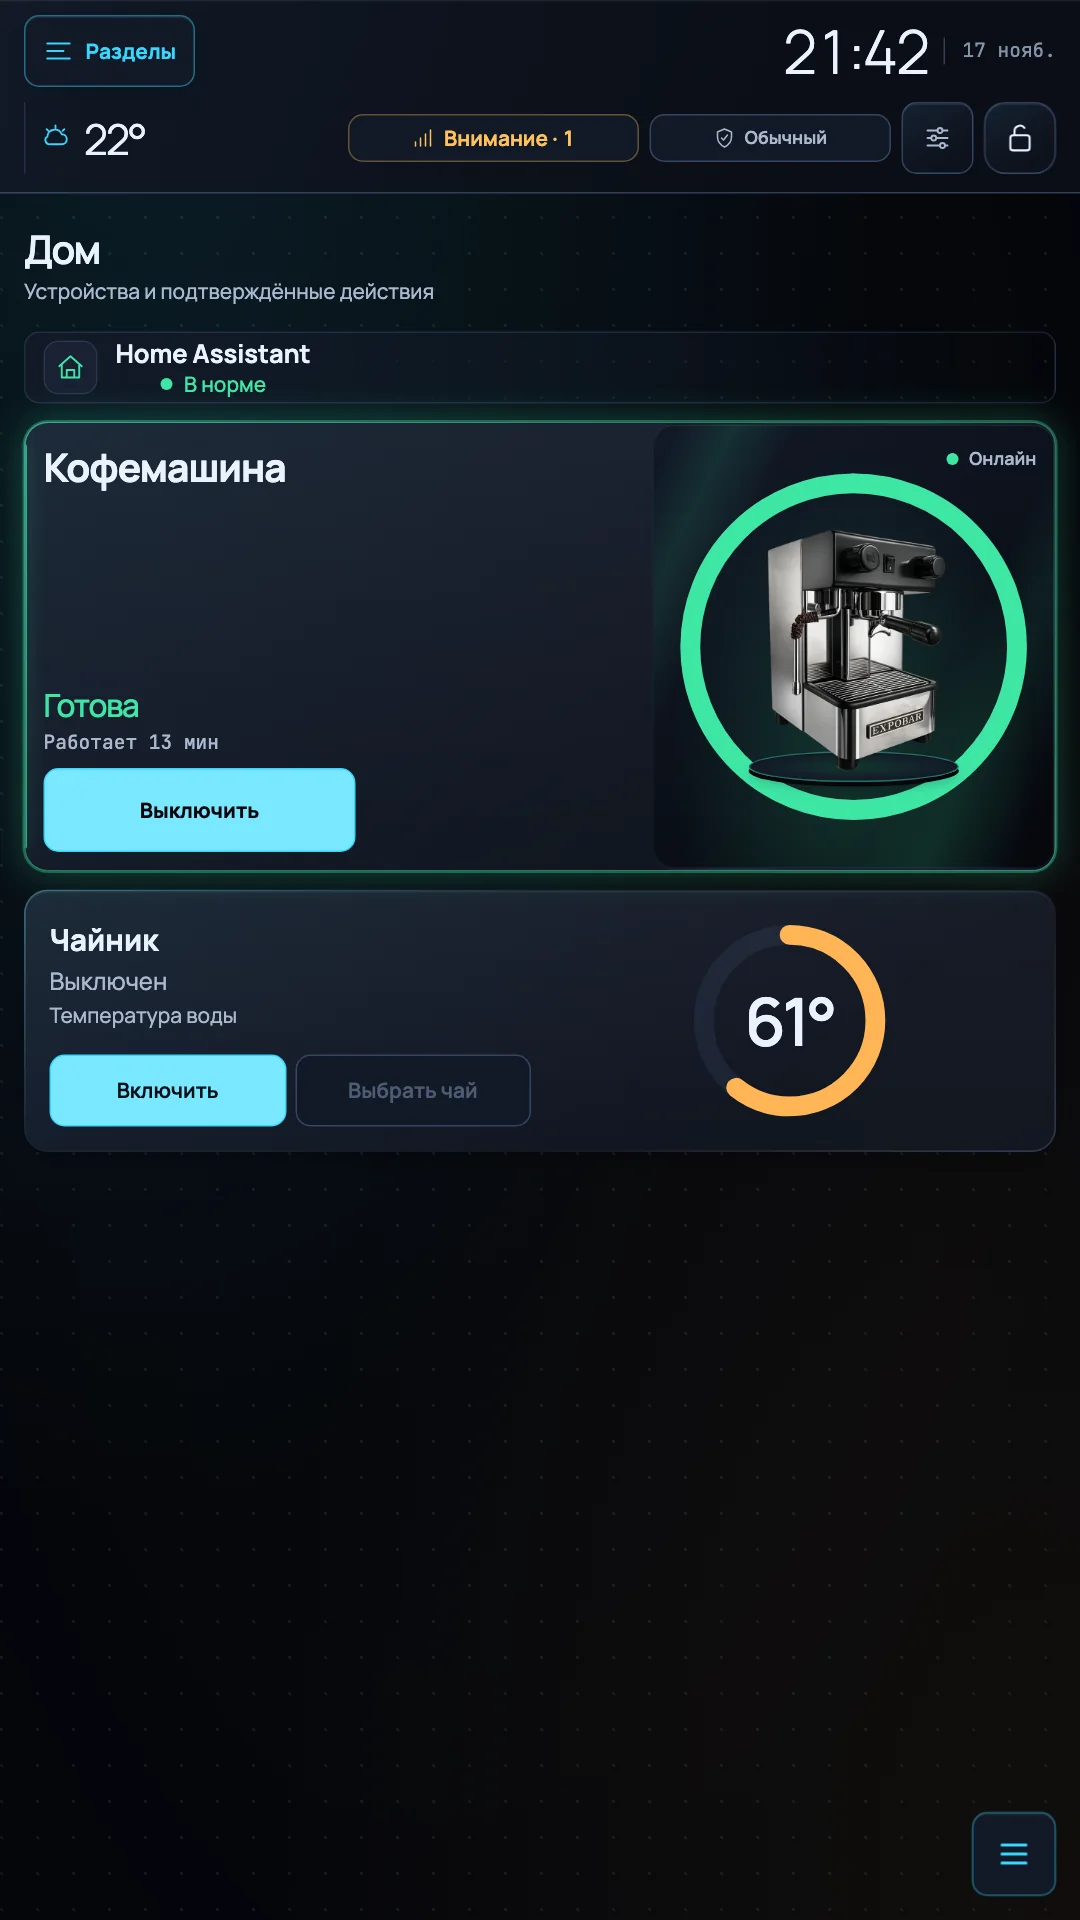 Разделы
21:42
17 нояб.
22°
Внимание · 1
Обычный
Дом
Устройства и подтверждённые действия
Home Assistant
В норме
Кофемашина
Онлайн
EXPOBAR
Готова
Работает 13 мин
Выключить
Чайник
Выключен
Температура воды
61°
Включить
Выбрать чай